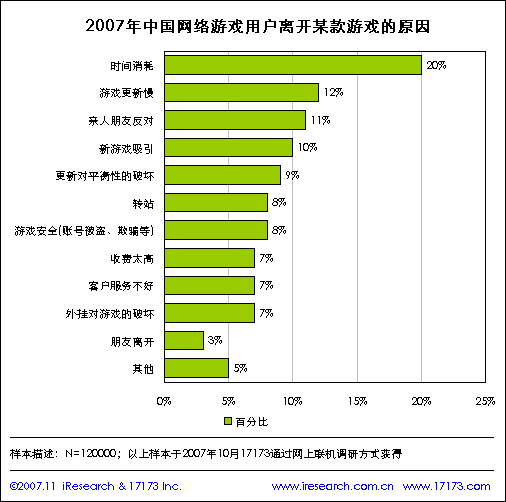 2007年中国网络游戏用户离开某款游戏的原因
时间消耗 20%
游戏更新慢 12%
亲人朋友反对 11%
新游戏吸引 10%
更新对平衡性的破坏 9%
转站 8%
游戏安全(账号被盗、欺骗等) 8%
收费太高 7%
客户服务不好 7%
外挂对游戏的破坏 7%
朋友离开 3%
其他 5%
0% 5% 10% 15% 20% 25%
百分比
样本描述：N=120000；以上样本于2007年10月17173通过网上联机调研方式获得
©2007.11 iResearch & 17173 Inc. www.iresearch.com.cn www.17173.com